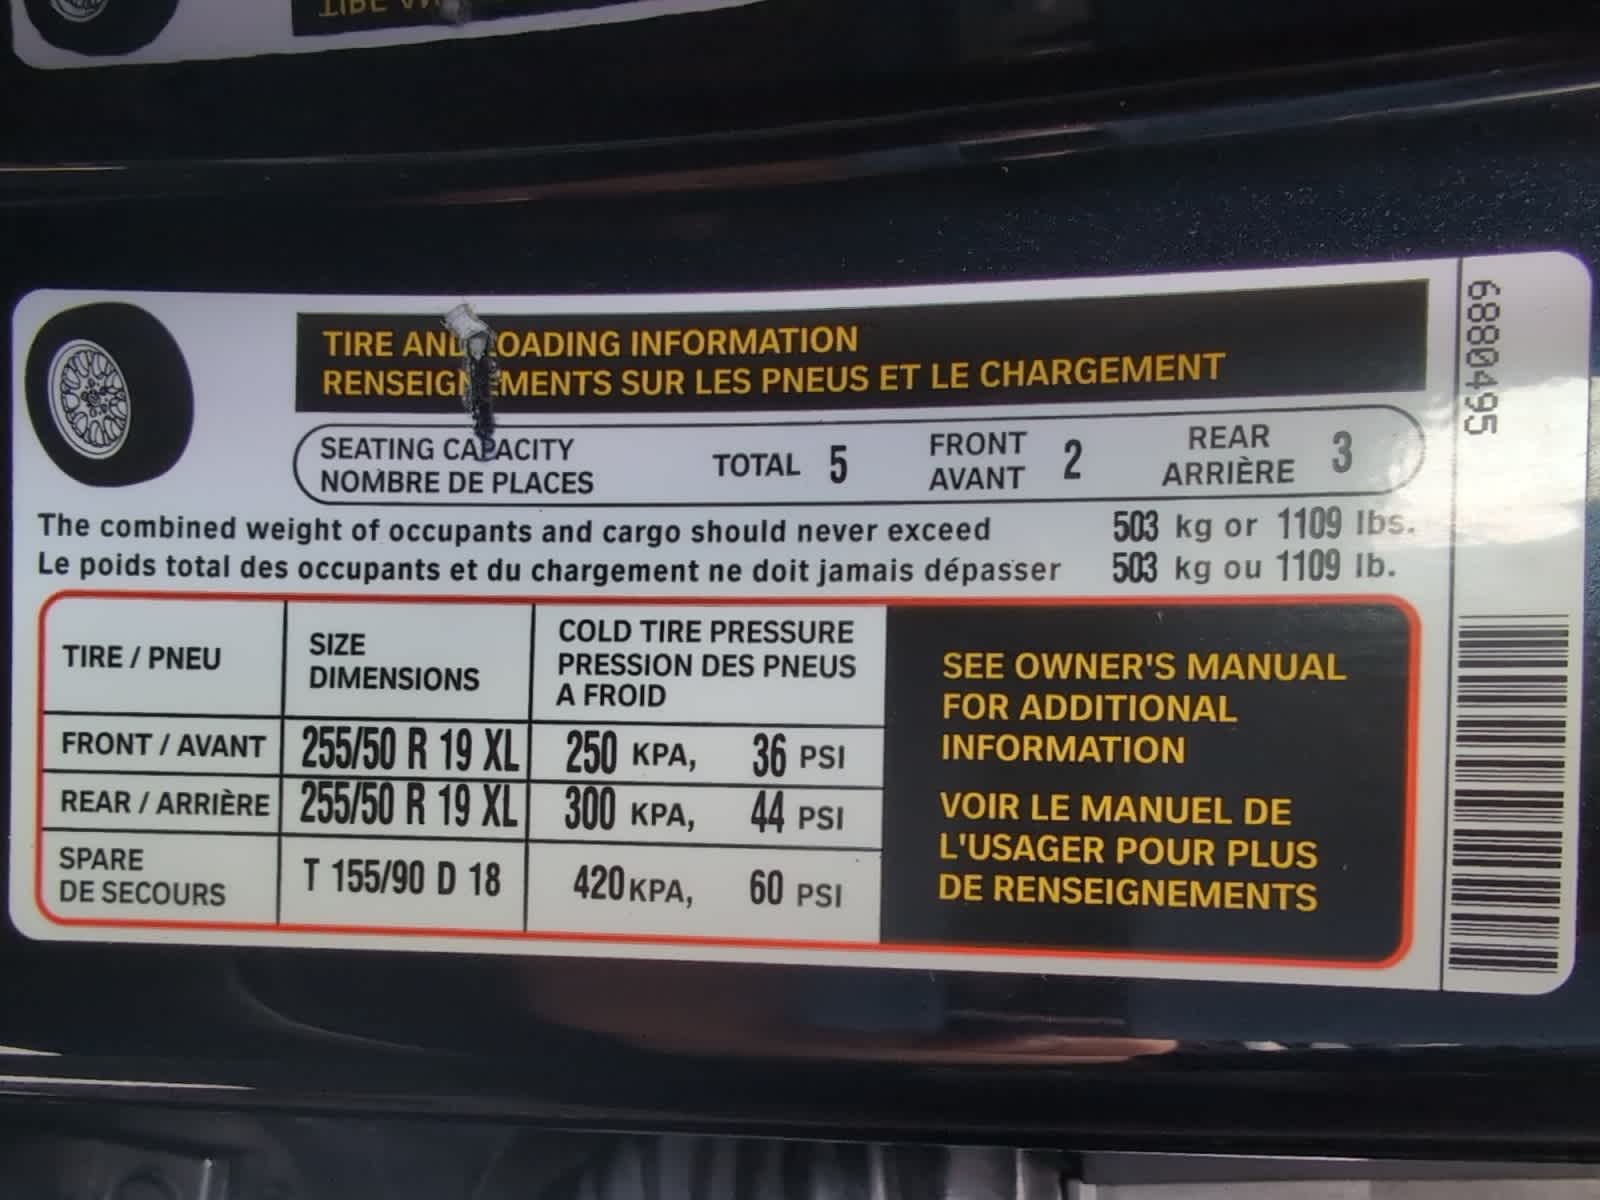 TIRE AND LOADING INFORMATION
RENSEIGNEMENTS SUR LES PNEUS ET LE CHARGEMENT
SEATING CAPACITY
NOMBRE DE PLACES
TOTAL 5
FRONT
AVANT
2
REAR
ARRIÈRE
3
The combined weight of occupants and cargo should never exceed 503 kg or 1109 lbs.
Le poids total des occupants et du chargement ne doit jamais dépasser 503 kg ou 1109 lb.
TIRE / PNEU
SIZE
DIMENSIONS
COLD TIRE PRESSURE
PRESSION DES PNEUS
A FROID
FRONT / AVANT 255/50 R 19 XL 250 KPA, 36 PSI
REAR / ARRIÈRE 255/50 R 19 XL 300 KPA, 44 PSI
SPARE
DE SECOURS
T 155/90 D 18 420 KPA, 60 PSI
SEE OWNER'S MANUAL
FOR ADDITIONAL
INFORMATION
VOIR LE MANUEL DE
L'USAGER POUR PLUS
DE RENSEIGNEMENTS
6880495